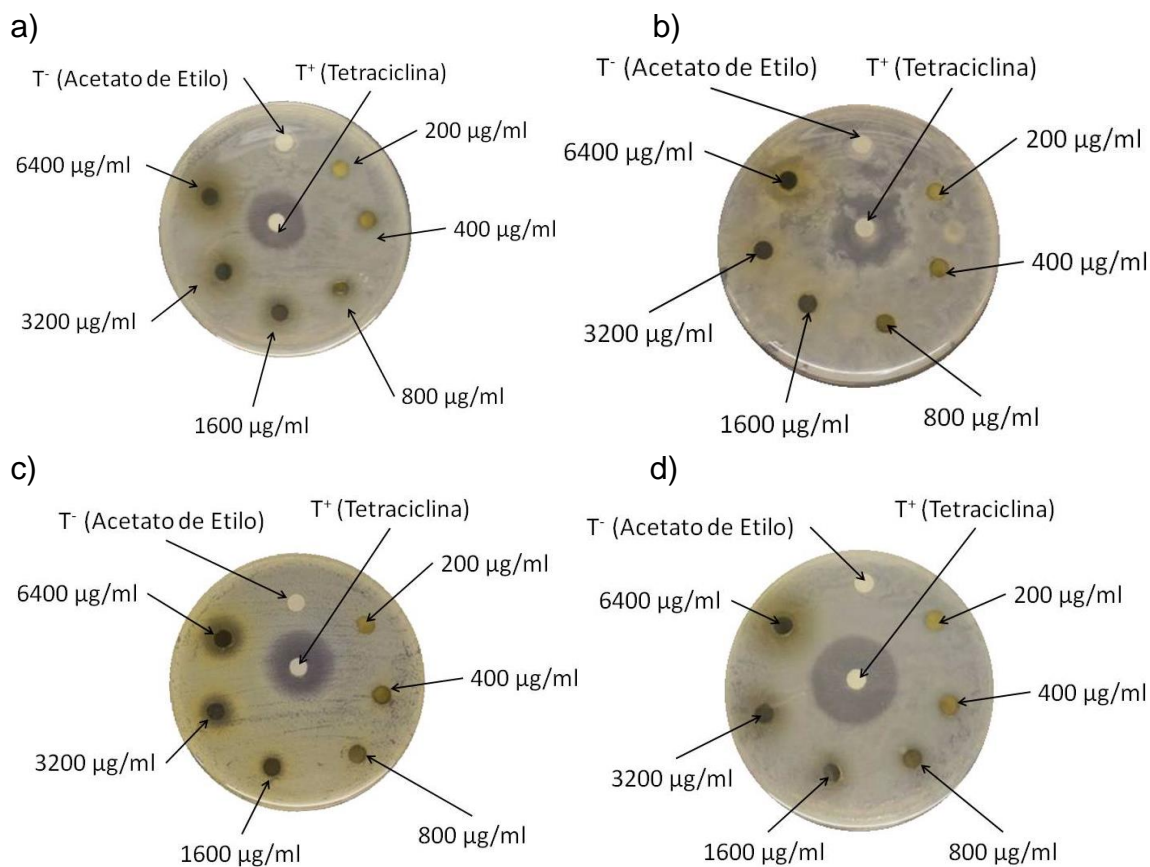 a)
T⁻ (Acetato de Etilo)
T⁺ (Tetraciclina)
200 µg/ml
6400 µg/ml
400 µg/ml
3200 µg/ml
800 µg/ml
1600 µg/ml
b)
T⁻ (Acetato de Etilo)
T⁺ (Tetraciclina)
200 µg/ml
6400 µg/ml
400 µg/ml
3200 µg/ml
800 µg/ml
1600 µg/ml
c)
T⁻ (Acetato de Etilo)
T⁺ (Tetraciclina)
200 µg/ml
6400 µg/ml
400 µg/ml
3200 µg/ml
800 µg/ml
1600 µg/ml
d)
T⁻ (Acetato de Etilo)
T⁺ (Tetraciclina)
200 µg/ml
6400 µg/ml
400 µg/ml
3200 µg/ml
800 µg/ml
1600 µg/ml